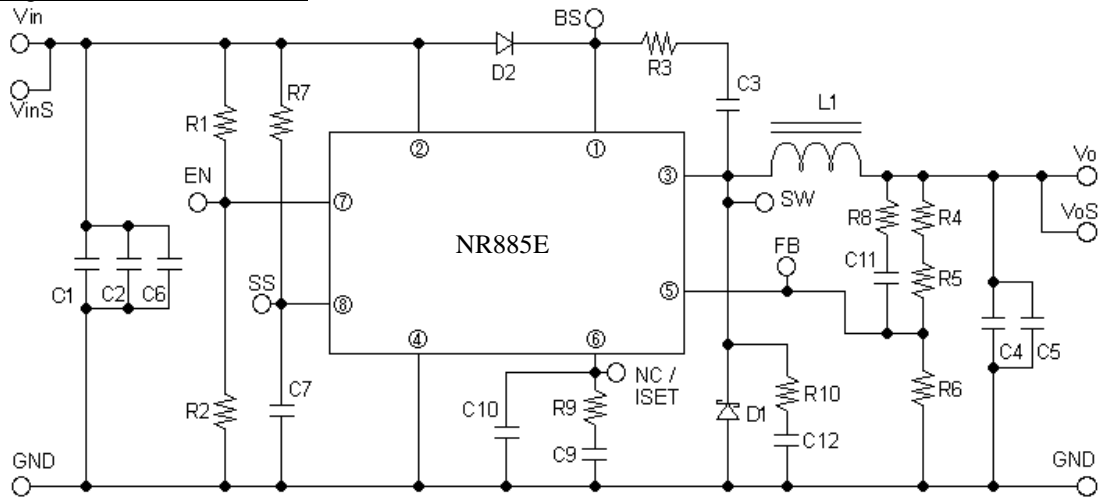 Vin
BS
D2
R3
C3
VinS
R7
L1
R1
②
①
③
Vo
EN
SW
VoS
⑦
NR885E
R8
R4
FB
C11
R5
C1
C2
C6
SS
⑧
⑤
④
⑥
C4
C5
C7
NC /
ISET
R10
R6
R2
C10
R9
D1
C9
C12
GND
GND